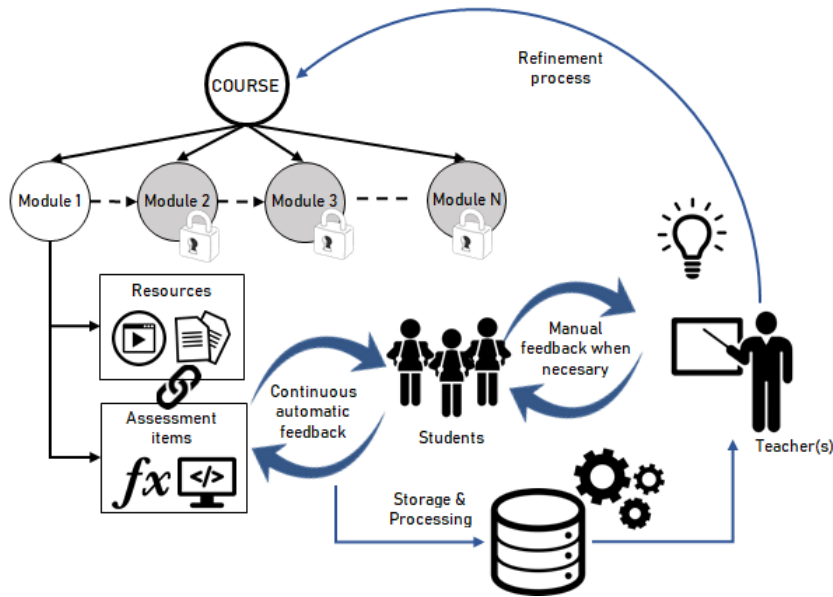 Refinement
process
COURSE
Module 1
Module 2
Module 3
Module N
Resources
Assessment
items
fx
</>
Continuous
automatic
feedback
Students
Manual
feedback when
necesary
Teacher(s)
Storage &
Processing